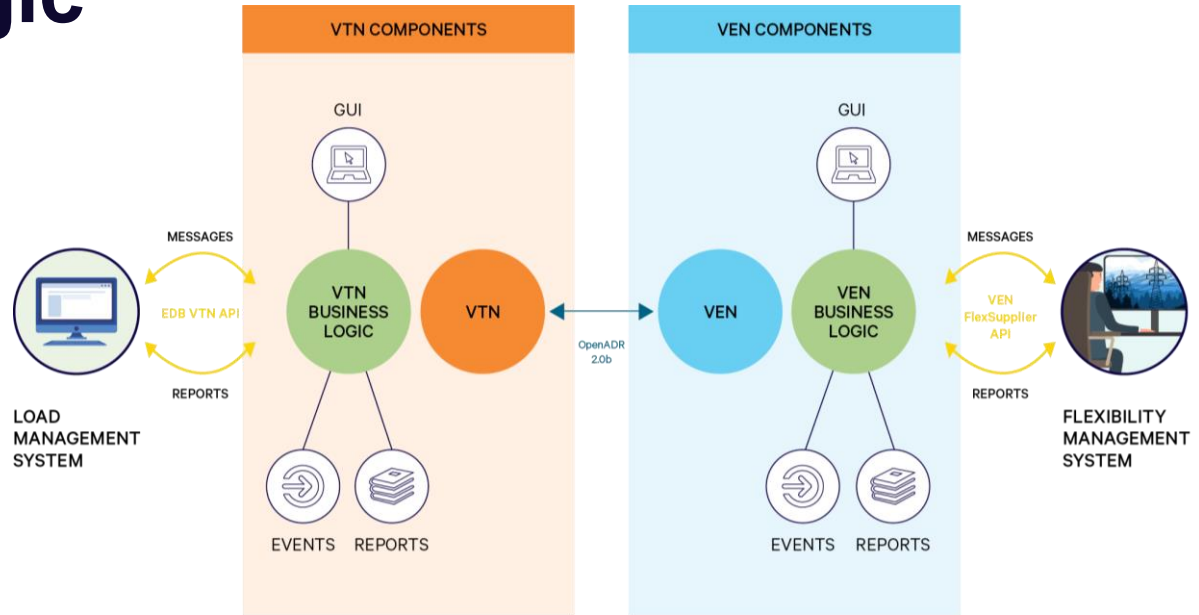 gic
VTN COMPONENTS
VEN COMPONENTS
GUI
GUI
MESSAGES
EDB VTN API
REPORTS
LOAD
MANAGEMENT
SYSTEM
VTN
BUSINESS
LOGIC
VTN
OpenADR
2.0b
VEN
VEN
BUSINESS
LOGIC
MESSAGES
VEN
FlexSupplier
API
REPORTS
FLEXIBILITY
MANAGEMENT
SYSTEM
EVENTS
REPORTS
EVENTS
REPORTS